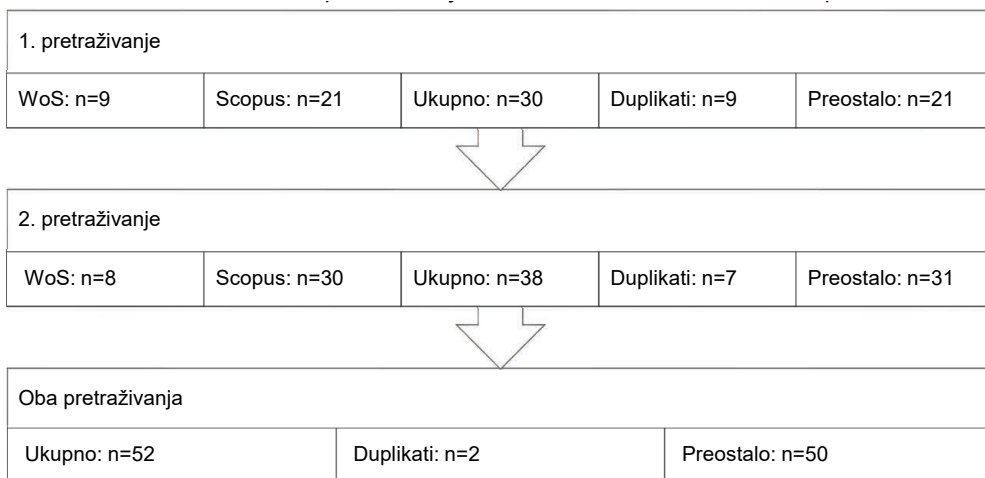 1. pretraživanje
WoS: n=9 Scopus: n=21 Ukupno: n=30 Duplikati: n=9 Preostalo: n=21
2. pretraživanje
WoS: n=8 Scopus: n=30 Ukupno: n=38 Duplikati: n=7 Preostalo: n=31
Oba pretraživanja
Ukupno: n=52 Duplikati: n=2 Preostalo: n=50